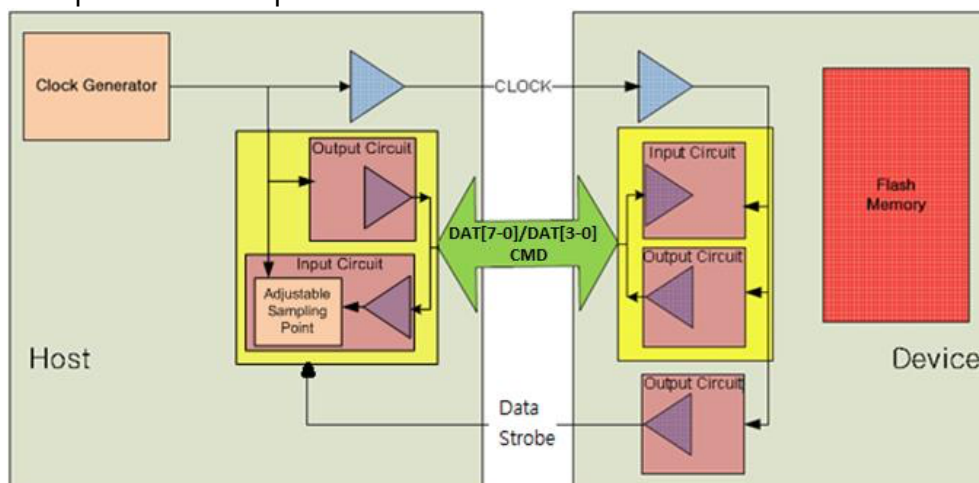 Clock Generator
CLOCK
Output Circuit
Input Circuit
Adjustable
Sampling
Point
DAT[7-0]/DAT[3-0]
CMD
Input Circuit
Output Circuit
Flash
Memory
Host
Device
Output Circuit
Data
Strobe